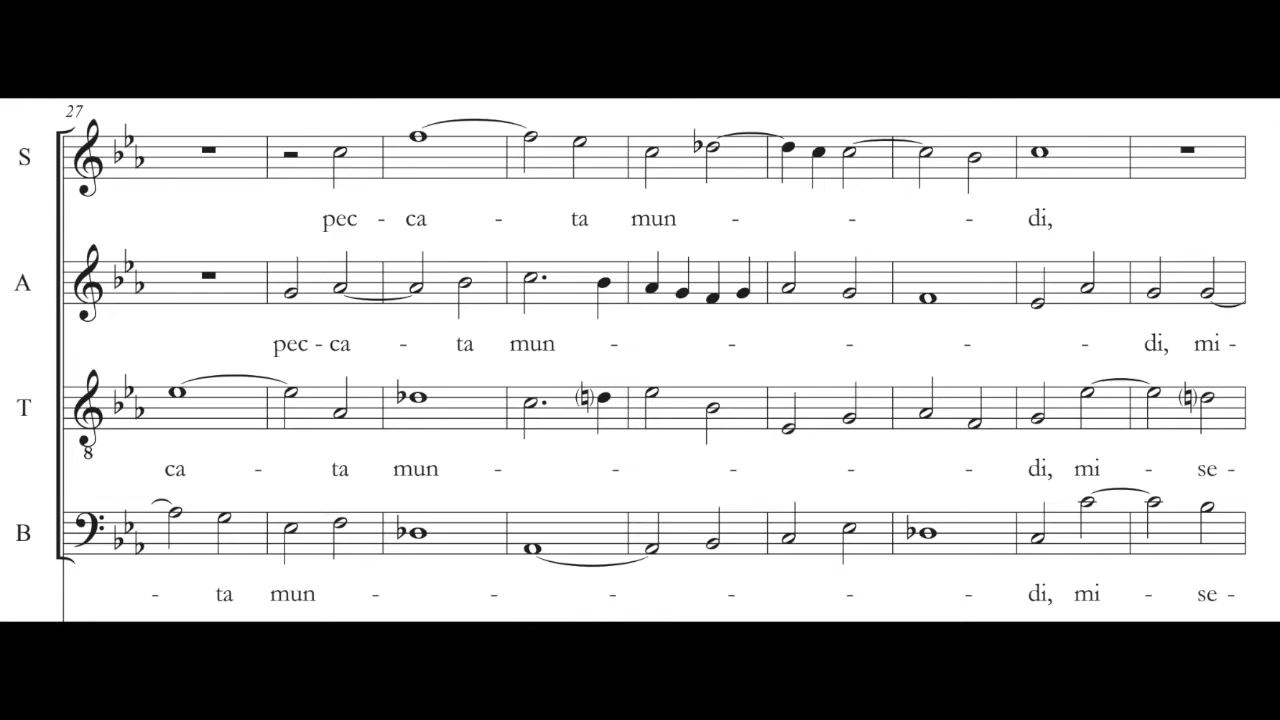 27
S
pec - ca - ta mun - - - - di,
A
pec - ca - ta mun - - - - - di, mi -
T
8
ca - ta mun - - - - - di, mi - se -
B
- ta mun - - - - - - di, mi - se -